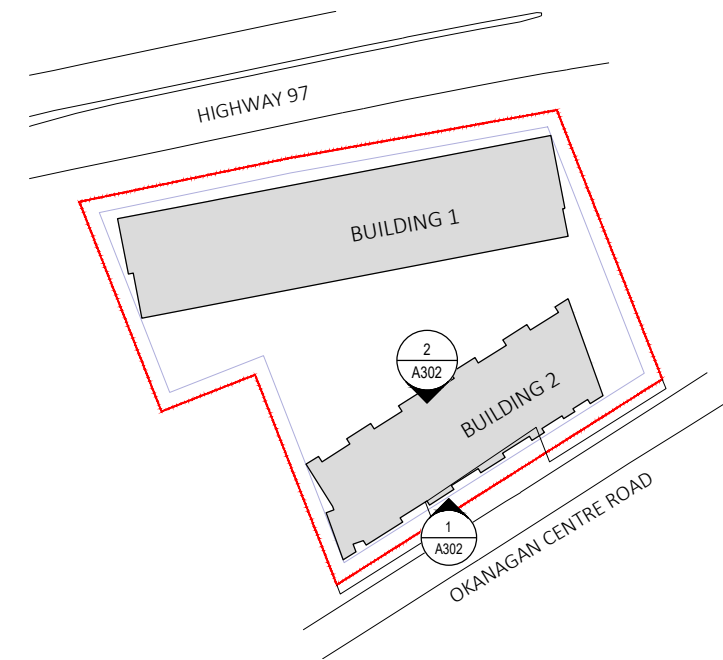 HIGHWAY 97
BUILDING 1
2
A302
BUILDING 2
1
A302
OKANAGAN CENTRE ROAD